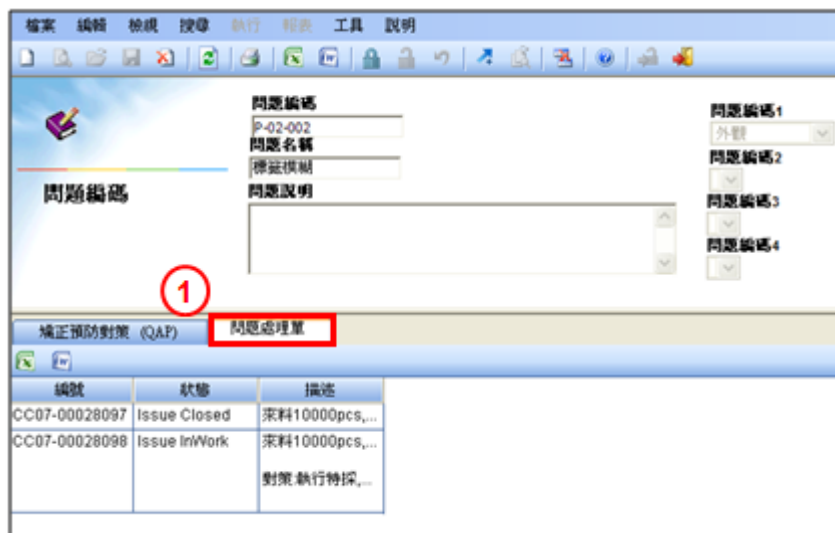 檔案 編輯 檢視 搜尋 執行 報表 工具 說明
問題編碼
P-02-002
問題名稱
標籤模糊
問題說明
問題編碼
問題編碼1
外觀
問題編碼2
問題編碼3
問題編碼4
1
矯正預防對策 (QAP) 問題處理單
編號 狀態 描述
CC07-00028097 Issue Closed 來料10000pcs,...
CC07-00028098 Issue InWork 來料10000pcs,...
對策:執行特採,...